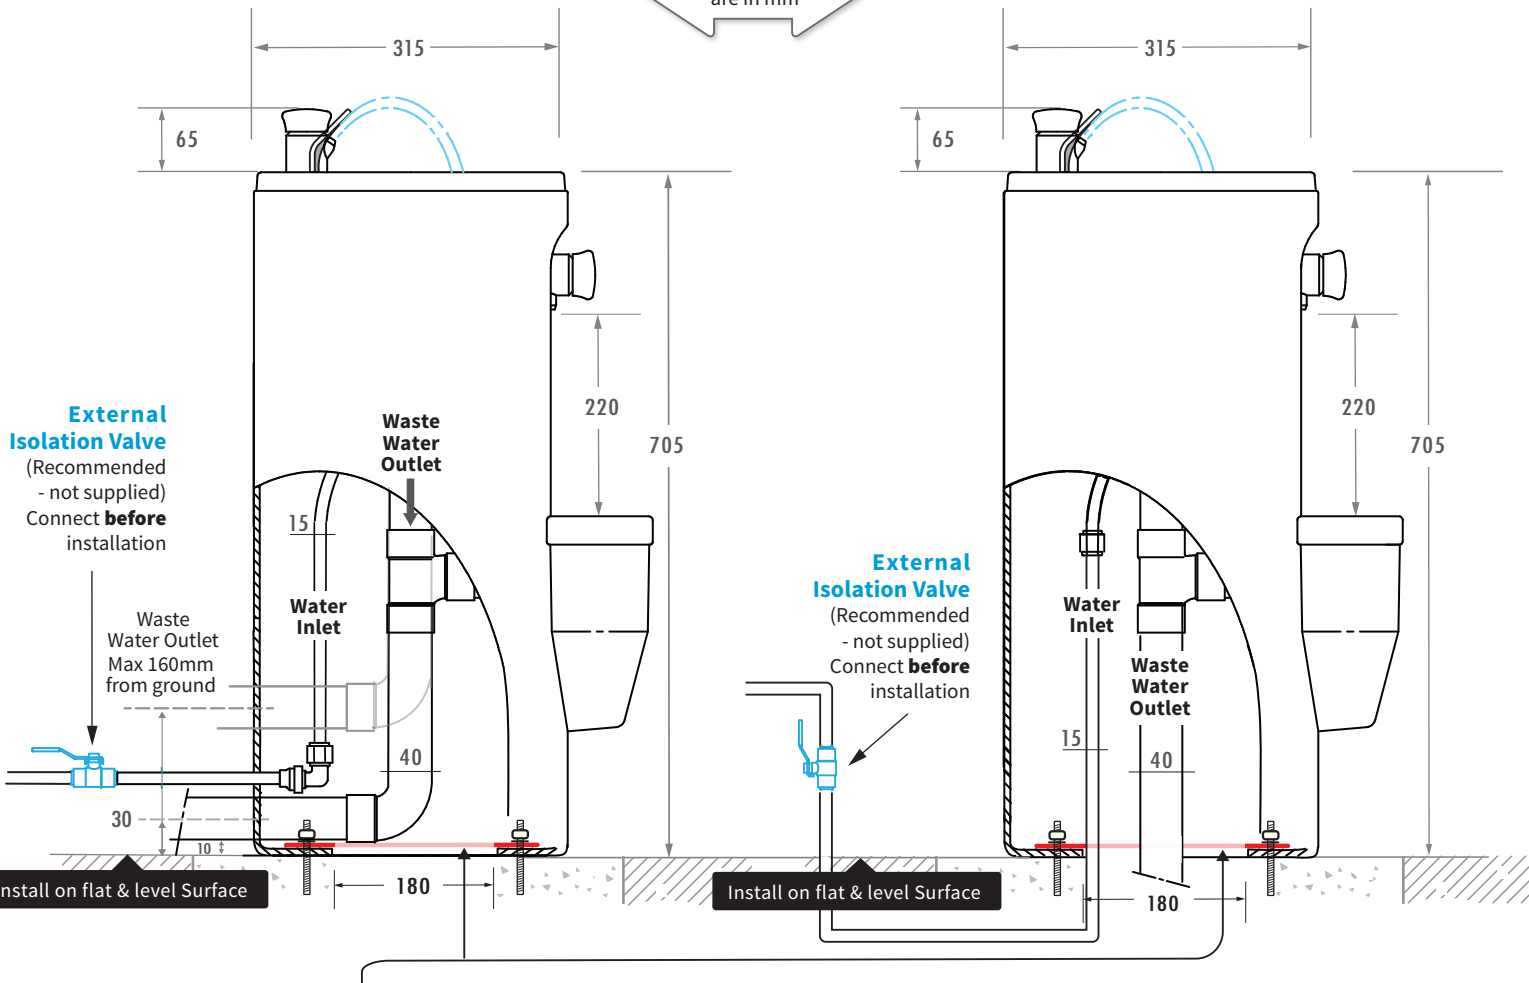 are in mm
315
65
External
Isolation Valve
(Recommended
- not supplied)
Connect before
installation
Waste
Water Outlet
Max 160mm
from ground
30
10
15
Water
Inlet
Waste
Water
Outlet
40
220
705
180
nstall on flat & level Surface
315
65
External
Isolation Valve
(Recommended
- not supplied)
Connect before
installation
Water
Inlet
15
Waste
Water
Outlet
40
220
705
180
Install on flat & level Surface